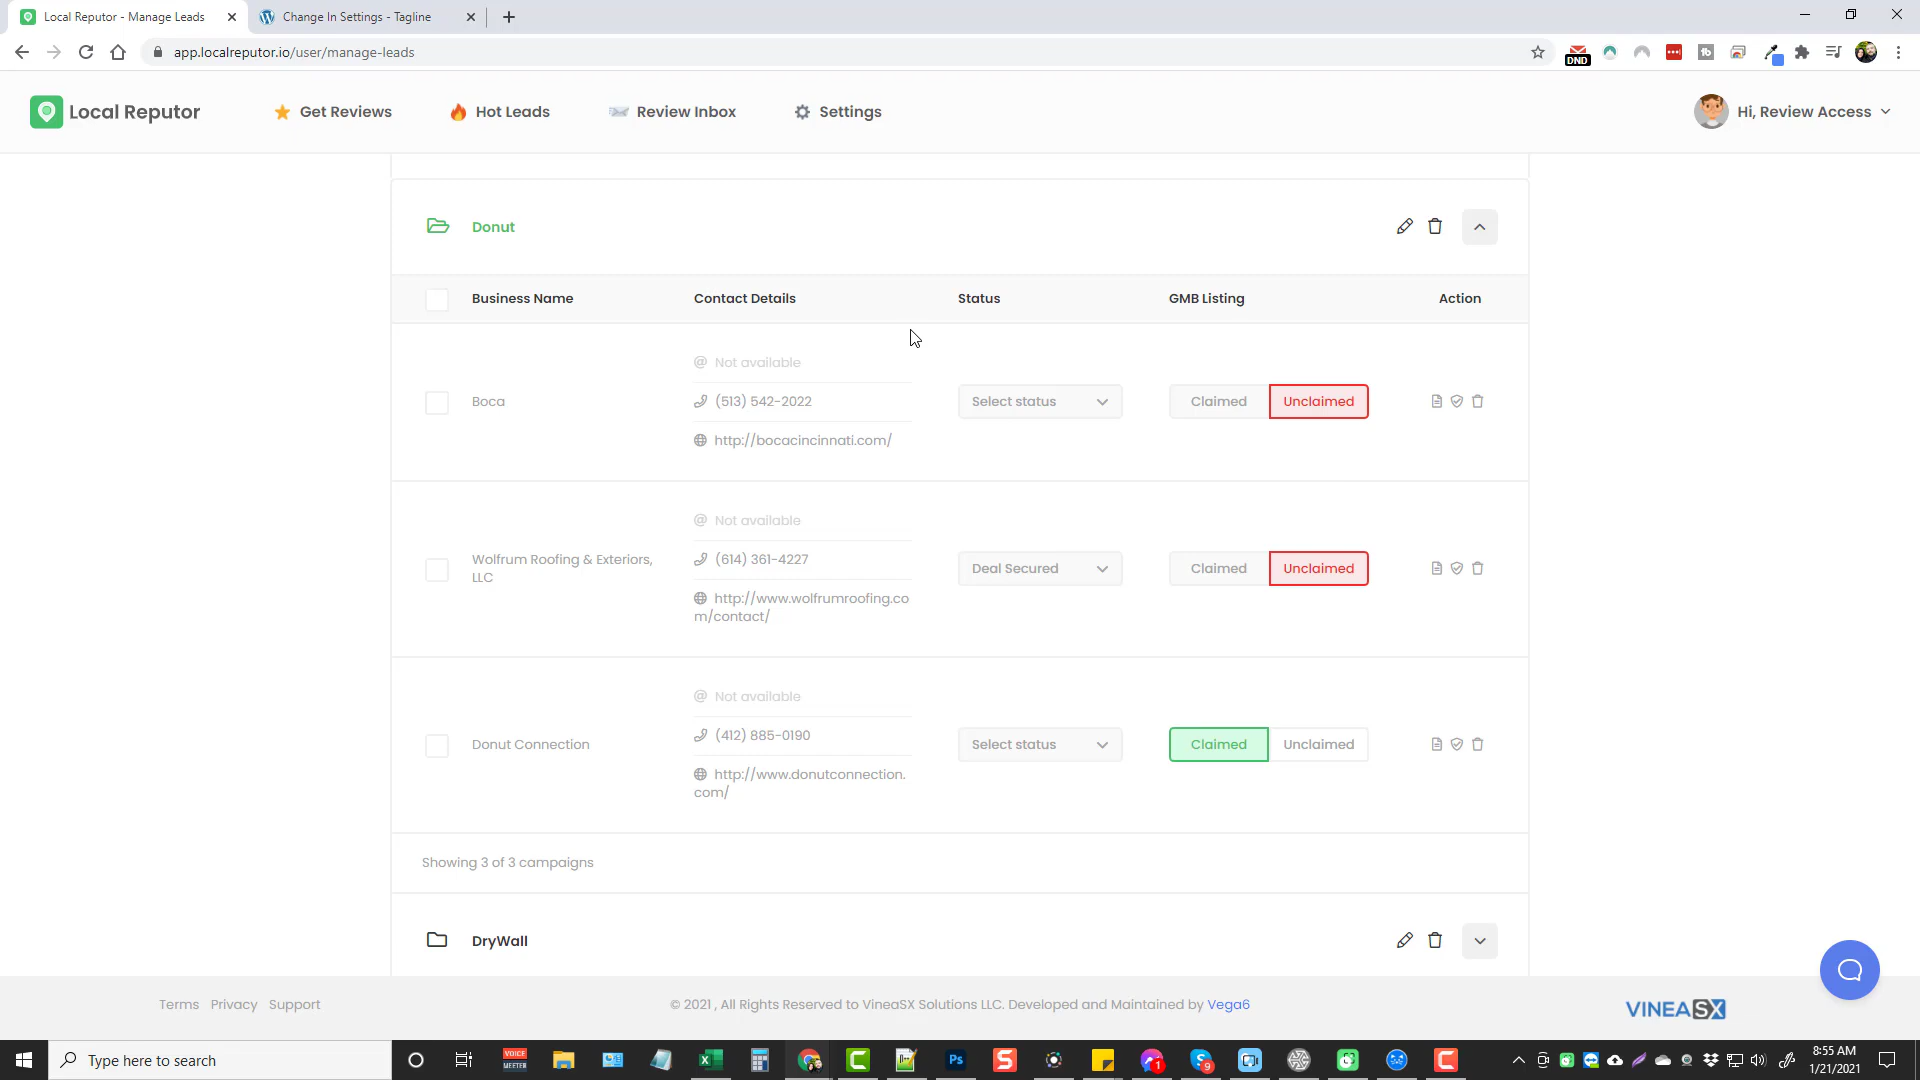 Local Reputor - Manage Leads
Change In Settings - Tagline
app.localreputor.io/user/manage-leads
DND
Local Reputor
Get Reviews
Hot Leads
Review Inbox
Settings
Hi, Review Access
Donut
Business Name
Contact Details
Status
GMB Listing
Action
Boca
@ Not available
(513) 542-2022
http://bocacincinnati.com/
Select status
Claimed
Unclaimed
Wolfrum Roofing & Exteriors,
LLC
@ Not available
(614) 361-4227
http://www.wolfrumroofing.co
m/contact/
Deal Secured
Claimed
Unclaimed
Donut Connection
@ Not available
(412) 885-0190
http://www.donutconnection.
com/
Select status
Claimed
Unclaimed
Showing 3 of 3 campaigns
DryWall
Terms
Privacy
Support
© 2021 , All Rights Reserved to VineaSX Solutions LLC. Developed and Maintained by Vega6
VINEASX
Type here to search
VOICE
MEETER
Ps
1
9
8:55 AM
1/21/2021